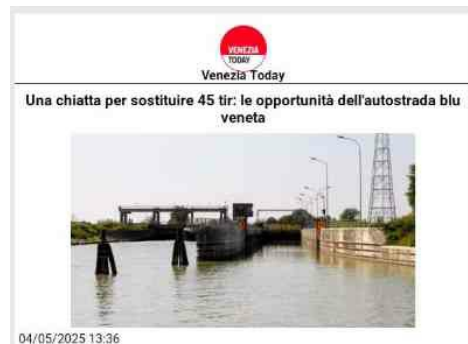 VENEZIA
TODAY
Venezia Today
Una chiatta per sostituire 45 tir: le opportunità dell'autostrada blu
veneta
04/05/2025 13:36